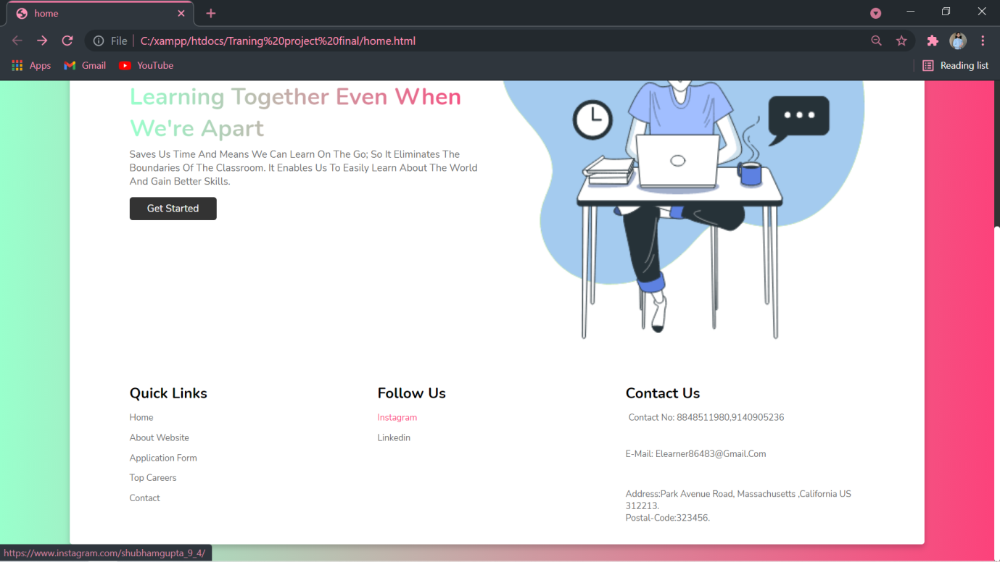 home
File C:/xampp/htdocs/Traning%20project%20final/home.html
Apps Gmail YouTube Reading list
Learning Together Even When
We're Apart
Saves Us Time And Means We Can Learn On The Go; So It Eliminates The
Boundaries Of The Classroom. It Enables Us To Easily Learn About The World
And Gain Better Skills.
Get Started
Quick Links
Home
About Website
Application Form
Top Careers
Contact
Follow Us
Instagram
Linkedin
Contact Us
Contact No: 8848511980,9140905236
E-Mail: Elearner86483@Gmail.Com
Address:Park Avenue Road, Massachusetts ,California US
312213.
Postal-Code:323456.
https://www.instagram.com/shubhamgupta_9_4/